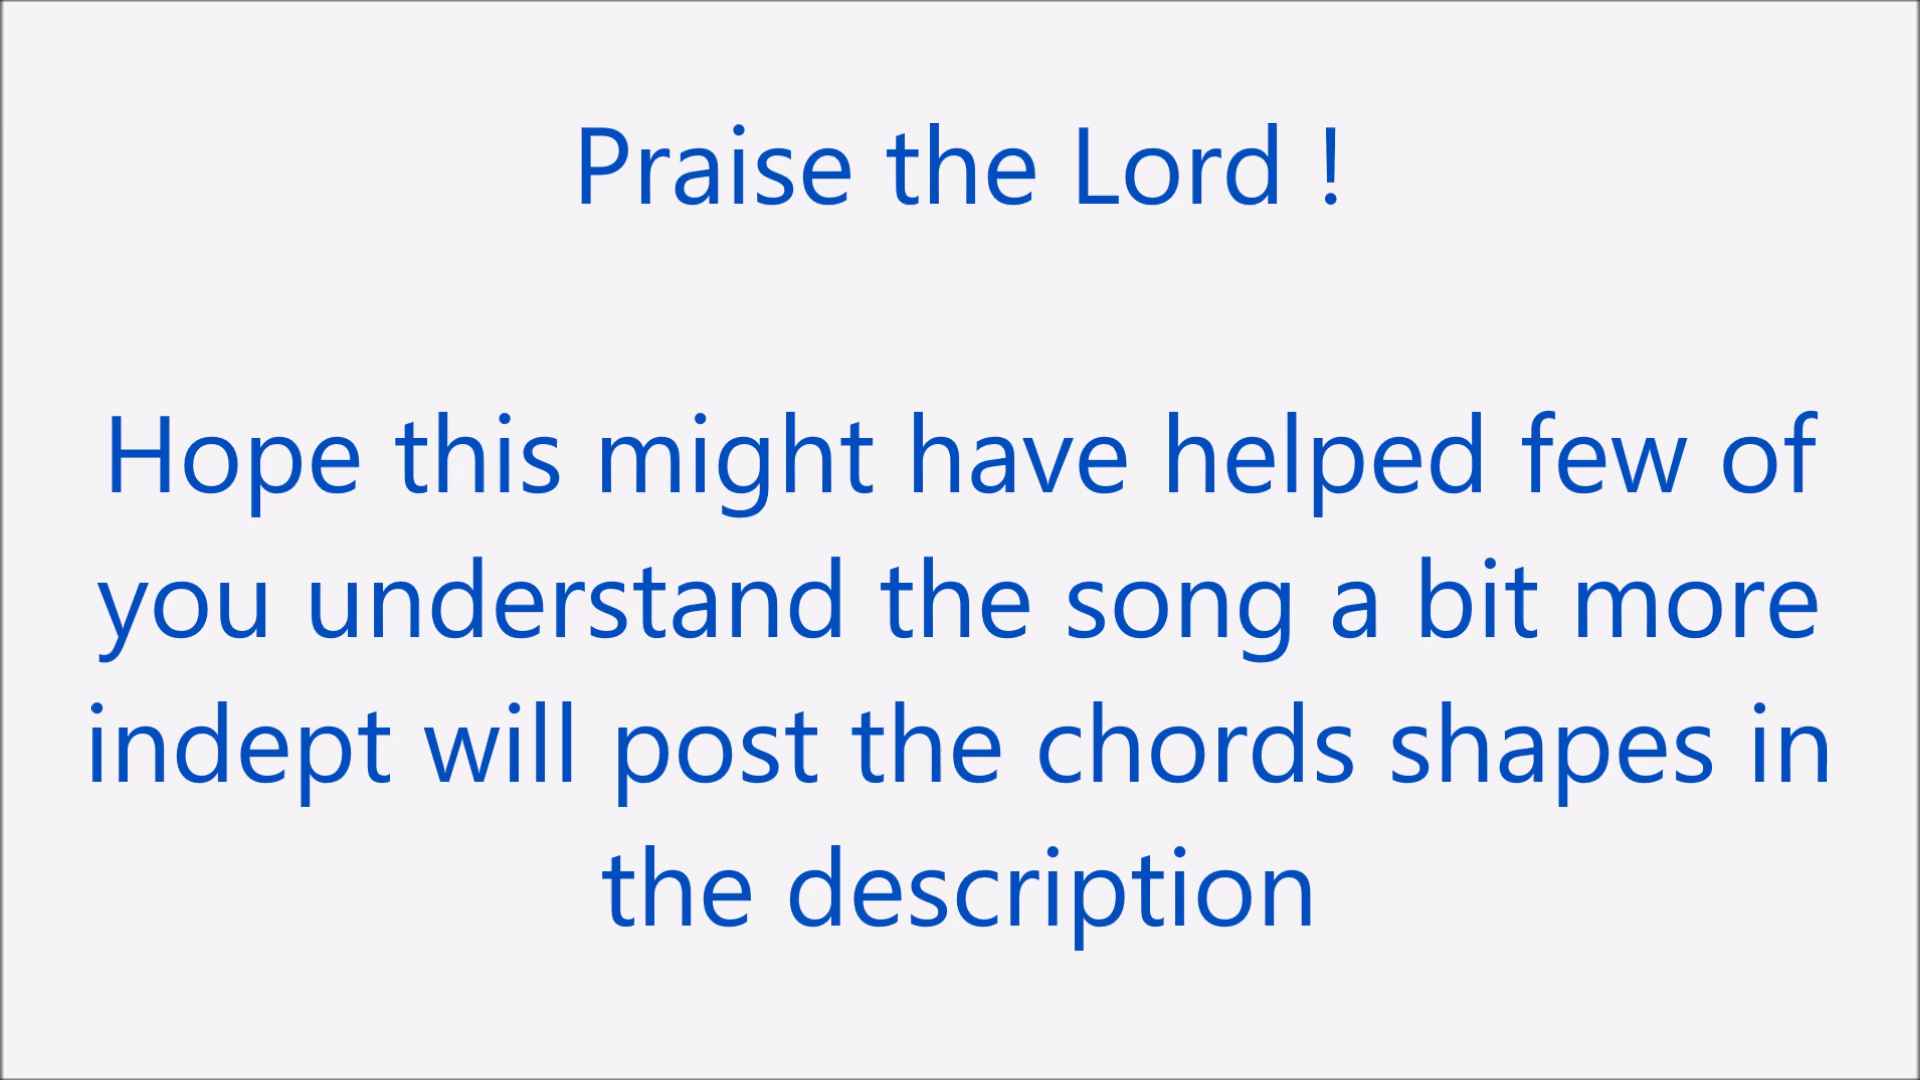 Praise the Lord !
Hope this might have helped few of
you understand the song a bit more
indept will post the chords shapes in
the description